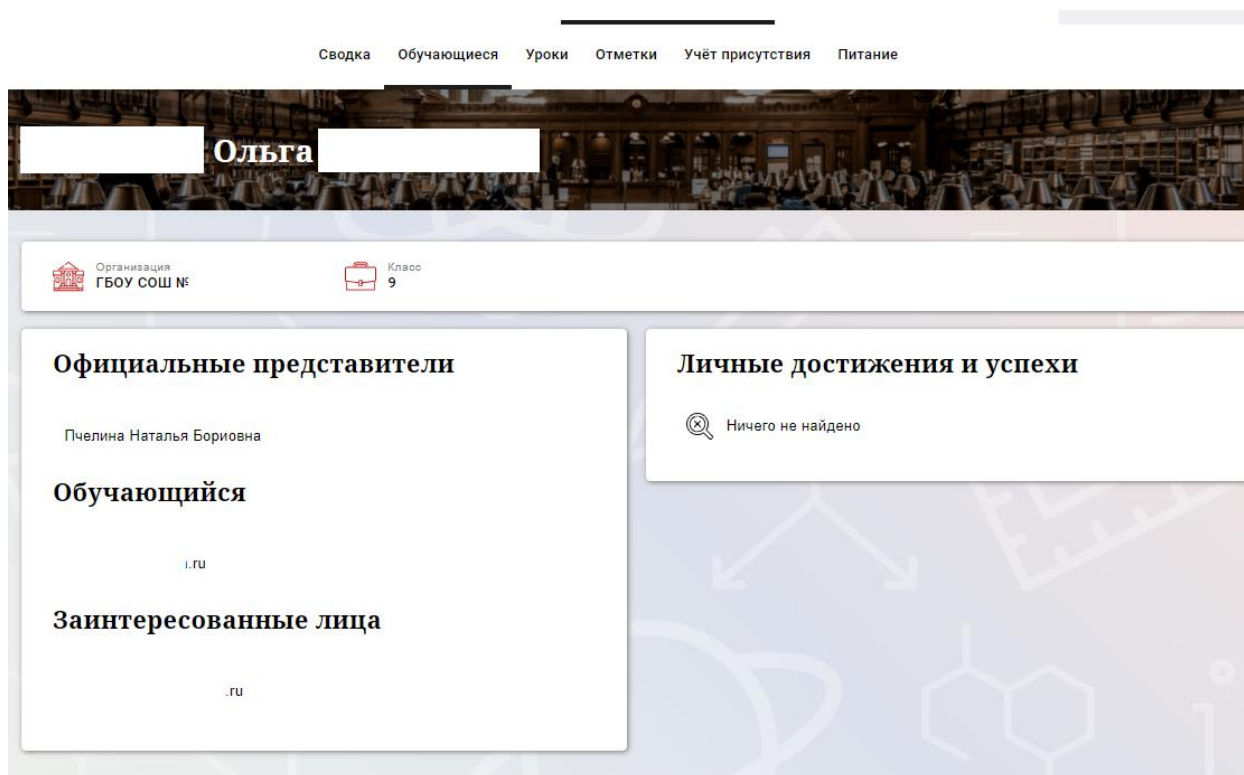 Сводка Обучающиеся Уроки Отметки Учёт присутствия Питание
Ольга
Организация
ГБОУ СОШ №
Класс
9
Официальные представители
Пчелина Наталья Бориовна
Обучающийся
.ru
Заинтересованные лица
.ru
Личные достижения и успехи
Ничего не найдено